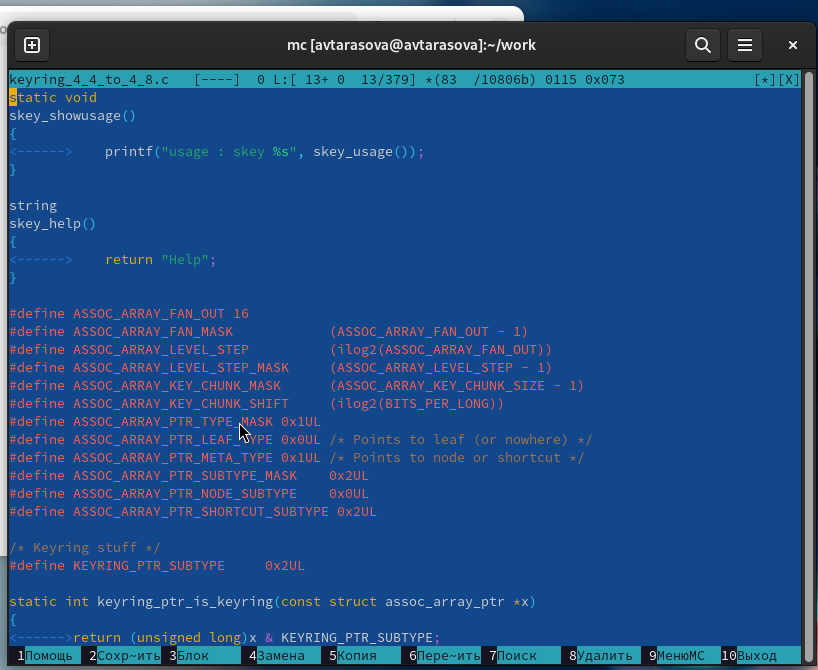 mc [avtarasova@avtarasova]:~/work
keyring_4_4_to_4_8.c   [----]  0 L:[ 13+ 0  13/379] *(83  /10806b) 0115 0x073                [*][X]
static void
skey_showusage()
{
<------>    printf("usage : skey %s", skey_usage());
}
string
skey_help()
{
<------>    return "Help";
}
#define ASSOC_ARRAY_FAN_OUT 16
#define ASSOC_ARRAY_FAN_MASK            (ASSOC_ARRAY_FAN_OUT - 1)
#define ASSOC_ARRAY_LEVEL_STEP          (ilog2(ASSOC_ARRAY_FAN_OUT))
#define ASSOC_ARRAY_LEVEL_STEP_MASK     (ASSOC_ARRAY_LEVEL_STEP - 1)
#define ASSOC_ARRAY_KEY_CHUNK_MASK      (ASSOC_ARRAY_KEY_CHUNK_SIZE - 1)
#define ASSOC_ARRAY_KEY_CHUNK_SHIFT     (ilog2(BITS_PER_LONG))
#define ASSOC_ARRAY_PTR_TYPE_MASK 0x1UL
#define ASSOC_ARRAY_PTR_LEAF_TYPE 0x0UL /* Points to leaf (or nowhere) */
#define ASSOC_ARRAY_PTR_META_TYPE 0x1UL /* Points to node or shortcut */
#define ASSOC_ARRAY_PTR_SUBTYPE_MASK    0x2UL
#define ASSOC_ARRAY_PTR_NODE_SUBTYPE    0x0UL
#define ASSOC_ARRAY_PTR_SHORTCUT_SUBTYPE 0x2UL
/* Keyring stuff */
#define KEYRING_PTR_SUBTYPE     0x2UL
static int keyring_ptr_is_keyring(const struct assoc_array_ptr *x)
{
<------>return (unsigned long)x & KEYRING_PTR_SUBTYPE;
1Помощь 2Сохр~ить 3Блок 4Замена 5Копия 6Пере~ить 7Поиск 8Удалить 9МенюMC 10Выход